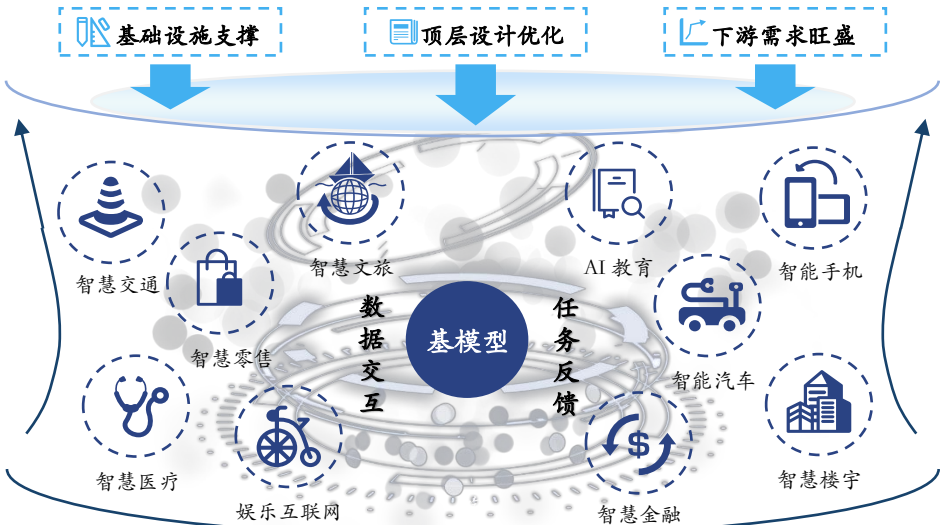 基础设施支撑
顶层设计优化
下游需求旺盛
智慧交通
智慧文旅
AI 教育
智能手机
智慧零售
数据交互
基模型
任务反馈
智能汽车
智慧医疗
娱乐互联网
智慧金融
智慧楼宇